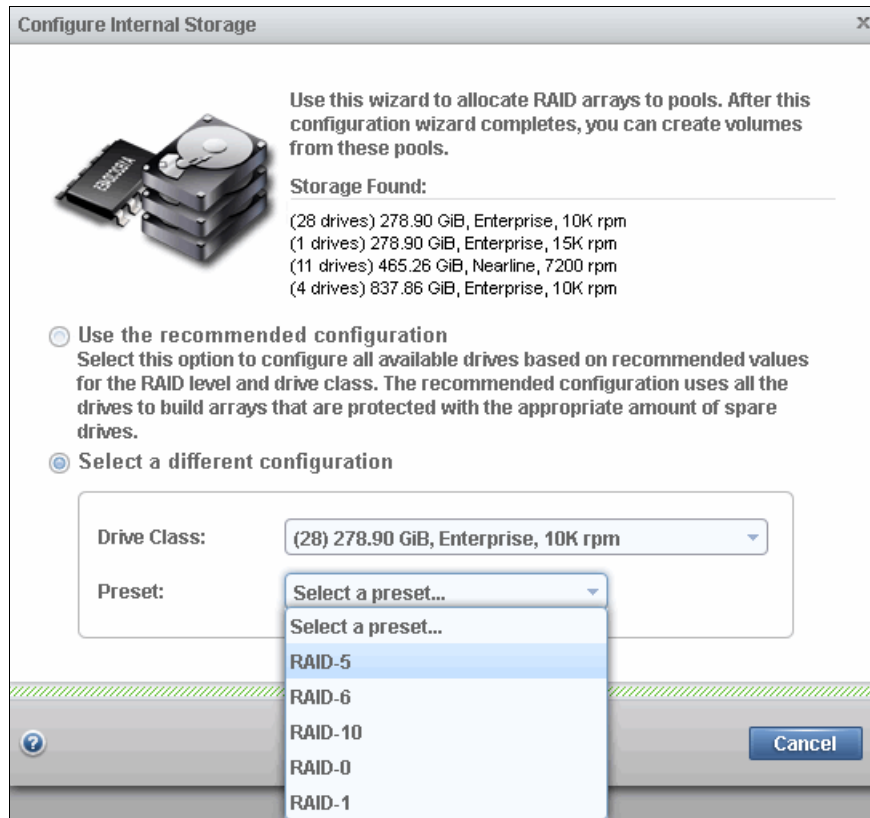 Configure Internal Storage
x
Use this wizard to allocate RAID arrays to pools. After this
configuration wizard completes, you can create volumes
from these pools.
Storage Found:
(28 drives) 278.90 GiB, Enterprise, 10K rpm
(1 drives) 278.90 GiB, Enterprise, 15K rpm
(11 drives) 465.26 GiB, Nearline, 7200 rpm
(4 drives) 837.86 GiB, Enterprise, 10K rpm
Use the recommended configuration
Select this option to configure all available drives based on recommended values
for the RAID level and drive class. The recommended configuration uses all the
drives to build arrays that are protected with the appropriate amount of spare
drives.
Select a different configuration
Drive Class:
(28) 278.90 GiB, Enterprise, 10K rpm
Preset:
Select a preset...
Select a preset...
RAID-5
RAID-6
RAID-10
RAID-0
RAID-1
?
Cancel